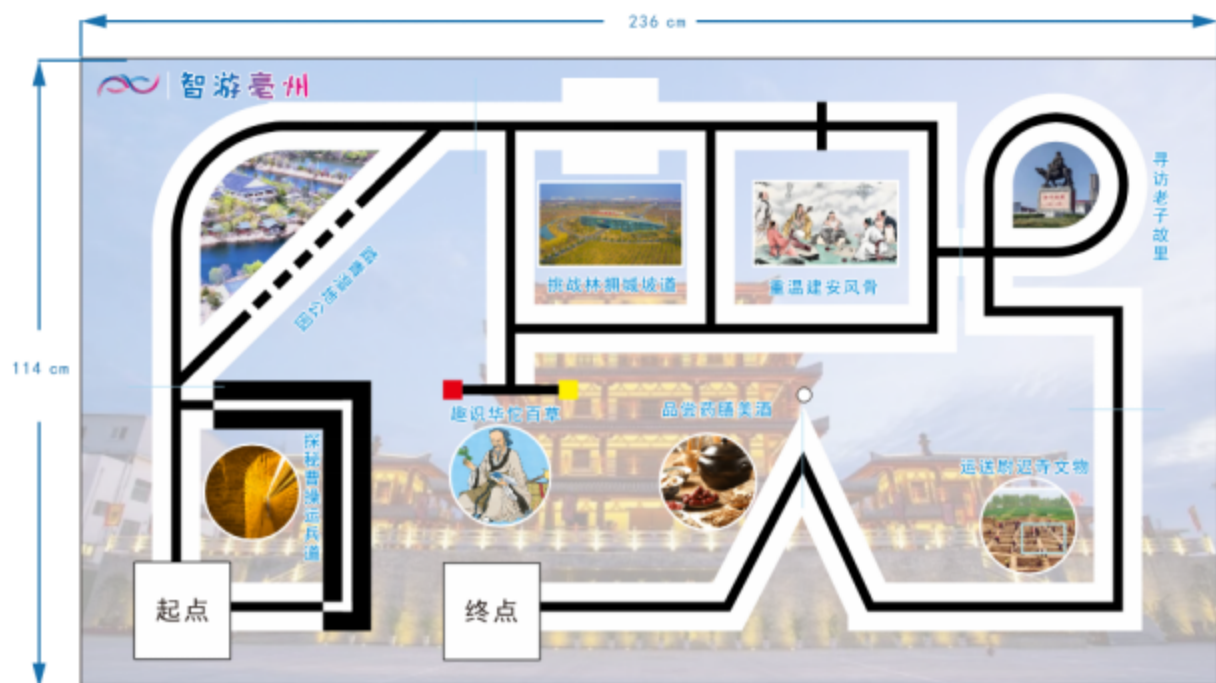 236 cm
智游亳州
114 cm
寻访老子故里
挑战林拥城坡道
重温建安风骨
趣识华佗百草
品尝药膳美酒
探秘曹操运兵道
运送尉迟寺文物
起点
终点